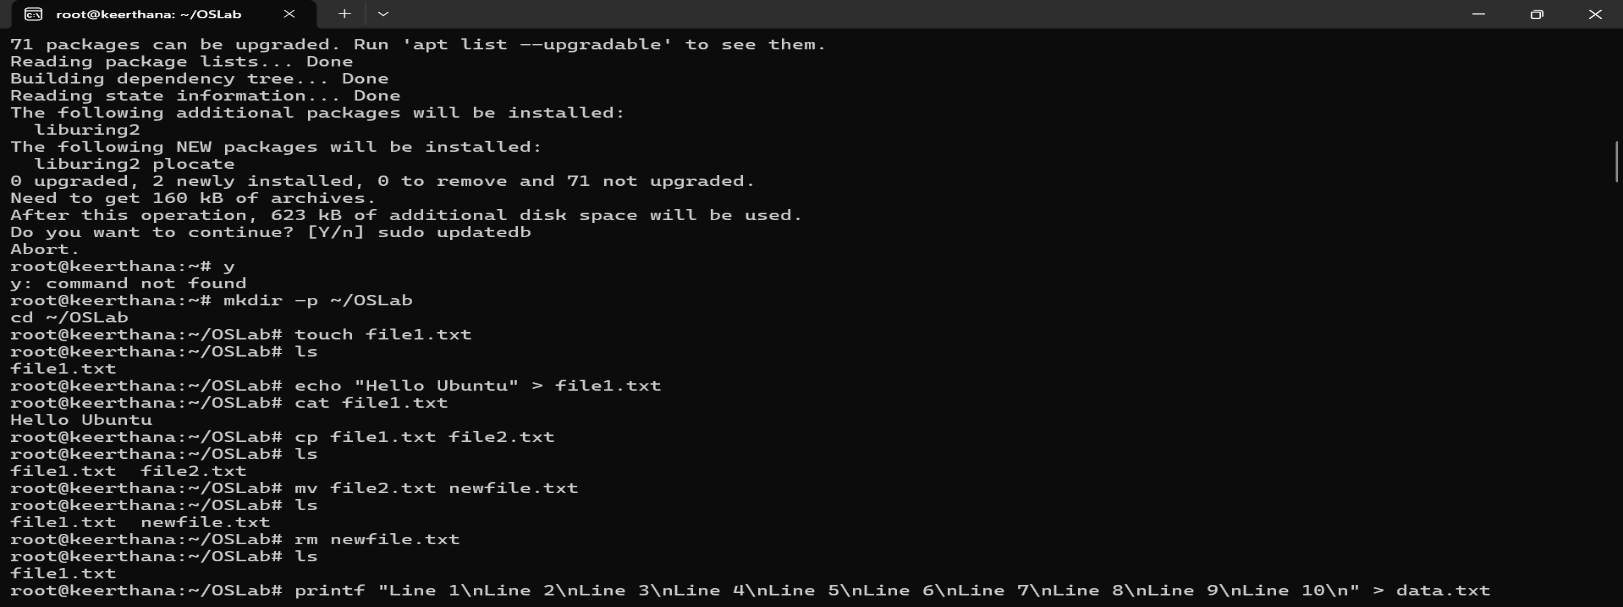 root@keerthana: ~/OSLab
71 packages can be upgraded. Run 'apt list --upgradable' to see them.
Reading package lists... Done
Building dependency tree... Done
Reading state information... Done
The following additional packages will be installed:
  liburing2
The following NEW packages will be installed:
  liburing2 plocate
0 upgraded, 2 newly installed, 0 to remove and 71 not upgraded.
Need to get 160 kB of archives.
After this operation, 623 kB of additional disk space will be used.
Do you want to continue? [Y/n] sudo updatedb
Abort.
root@keerthana:~# y
y: command not found
root@keerthana:~# mkdir -p ~/OSLab
cd ~/OSLab
root@keerthana:~/OSLab# touch file1.txt
root@keerthana:~/OSLab# ls
file1.txt
root@keerthana:~/OSLab# echo "Hello Ubuntu" > file1.txt
root@keerthana:~/OSLab# cat file1.txt
Hello Ubuntu
root@keerthana:~/OSLab# cp file1.txt file2.txt
root@keerthana:~/OSLab# ls
file1.txt  file2.txt
root@keerthana:~/OSLab# mv file2.txt newfile.txt
root@keerthana:~/OSLab# ls
file1.txt  newfile.txt
root@keerthana:~/OSLab# rm newfile.txt
root@keerthana:~/OSLab# ls
file1.txt
root@keerthana:~/OSLab# printf "Line 1\nLine 2\nLine 3\nLine 4\nLine 5\nLine 6\nLine 7\nLine 8\nLine 9\nLine 10\n" > data.txt